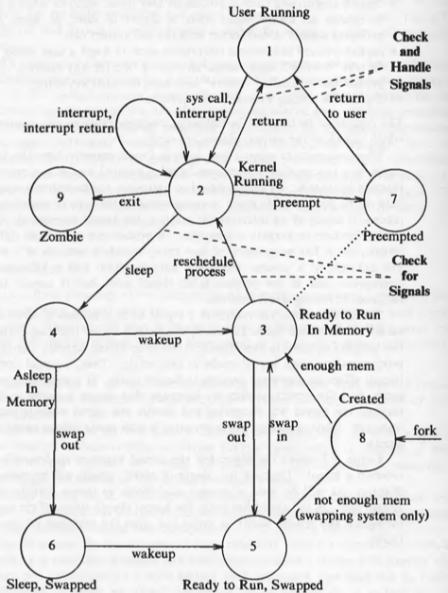 User Running
1
Check
and
Handle
Signals
sys call,
interrupt
return
return
to user
interrupt,
interrupt return
9
Zombie
exit
2
Kernel
Running
preempt
7
Preempted
Check
for
Signals
sleep
reschedule
process
4
Asleep
In
Memory
wakeup
3
Ready to Run
In Memory
enough mem
Created
8
fork
swap
out
swap
out
swap
in
not enough mem
(swapping system only)
6
Sleep, Swapped
wakeup
5
Ready to Run, Swapped